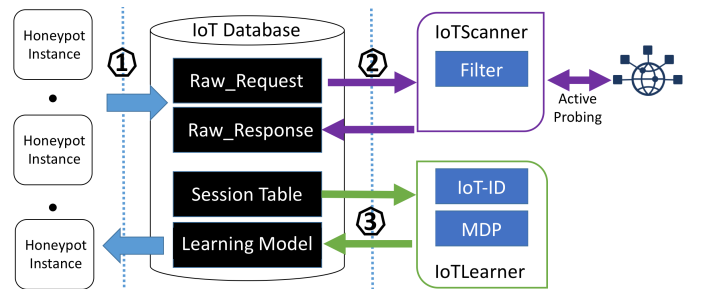 Honeypot
Instance
Honeypot
Instance
Honeypot
Instance
1
IoT Database
Raw_Request
Raw_Response
Session Table
Learning Model
2
3
IoTScanner
Filter
Active
Probing
IoT-ID
MDP
IoTLearner